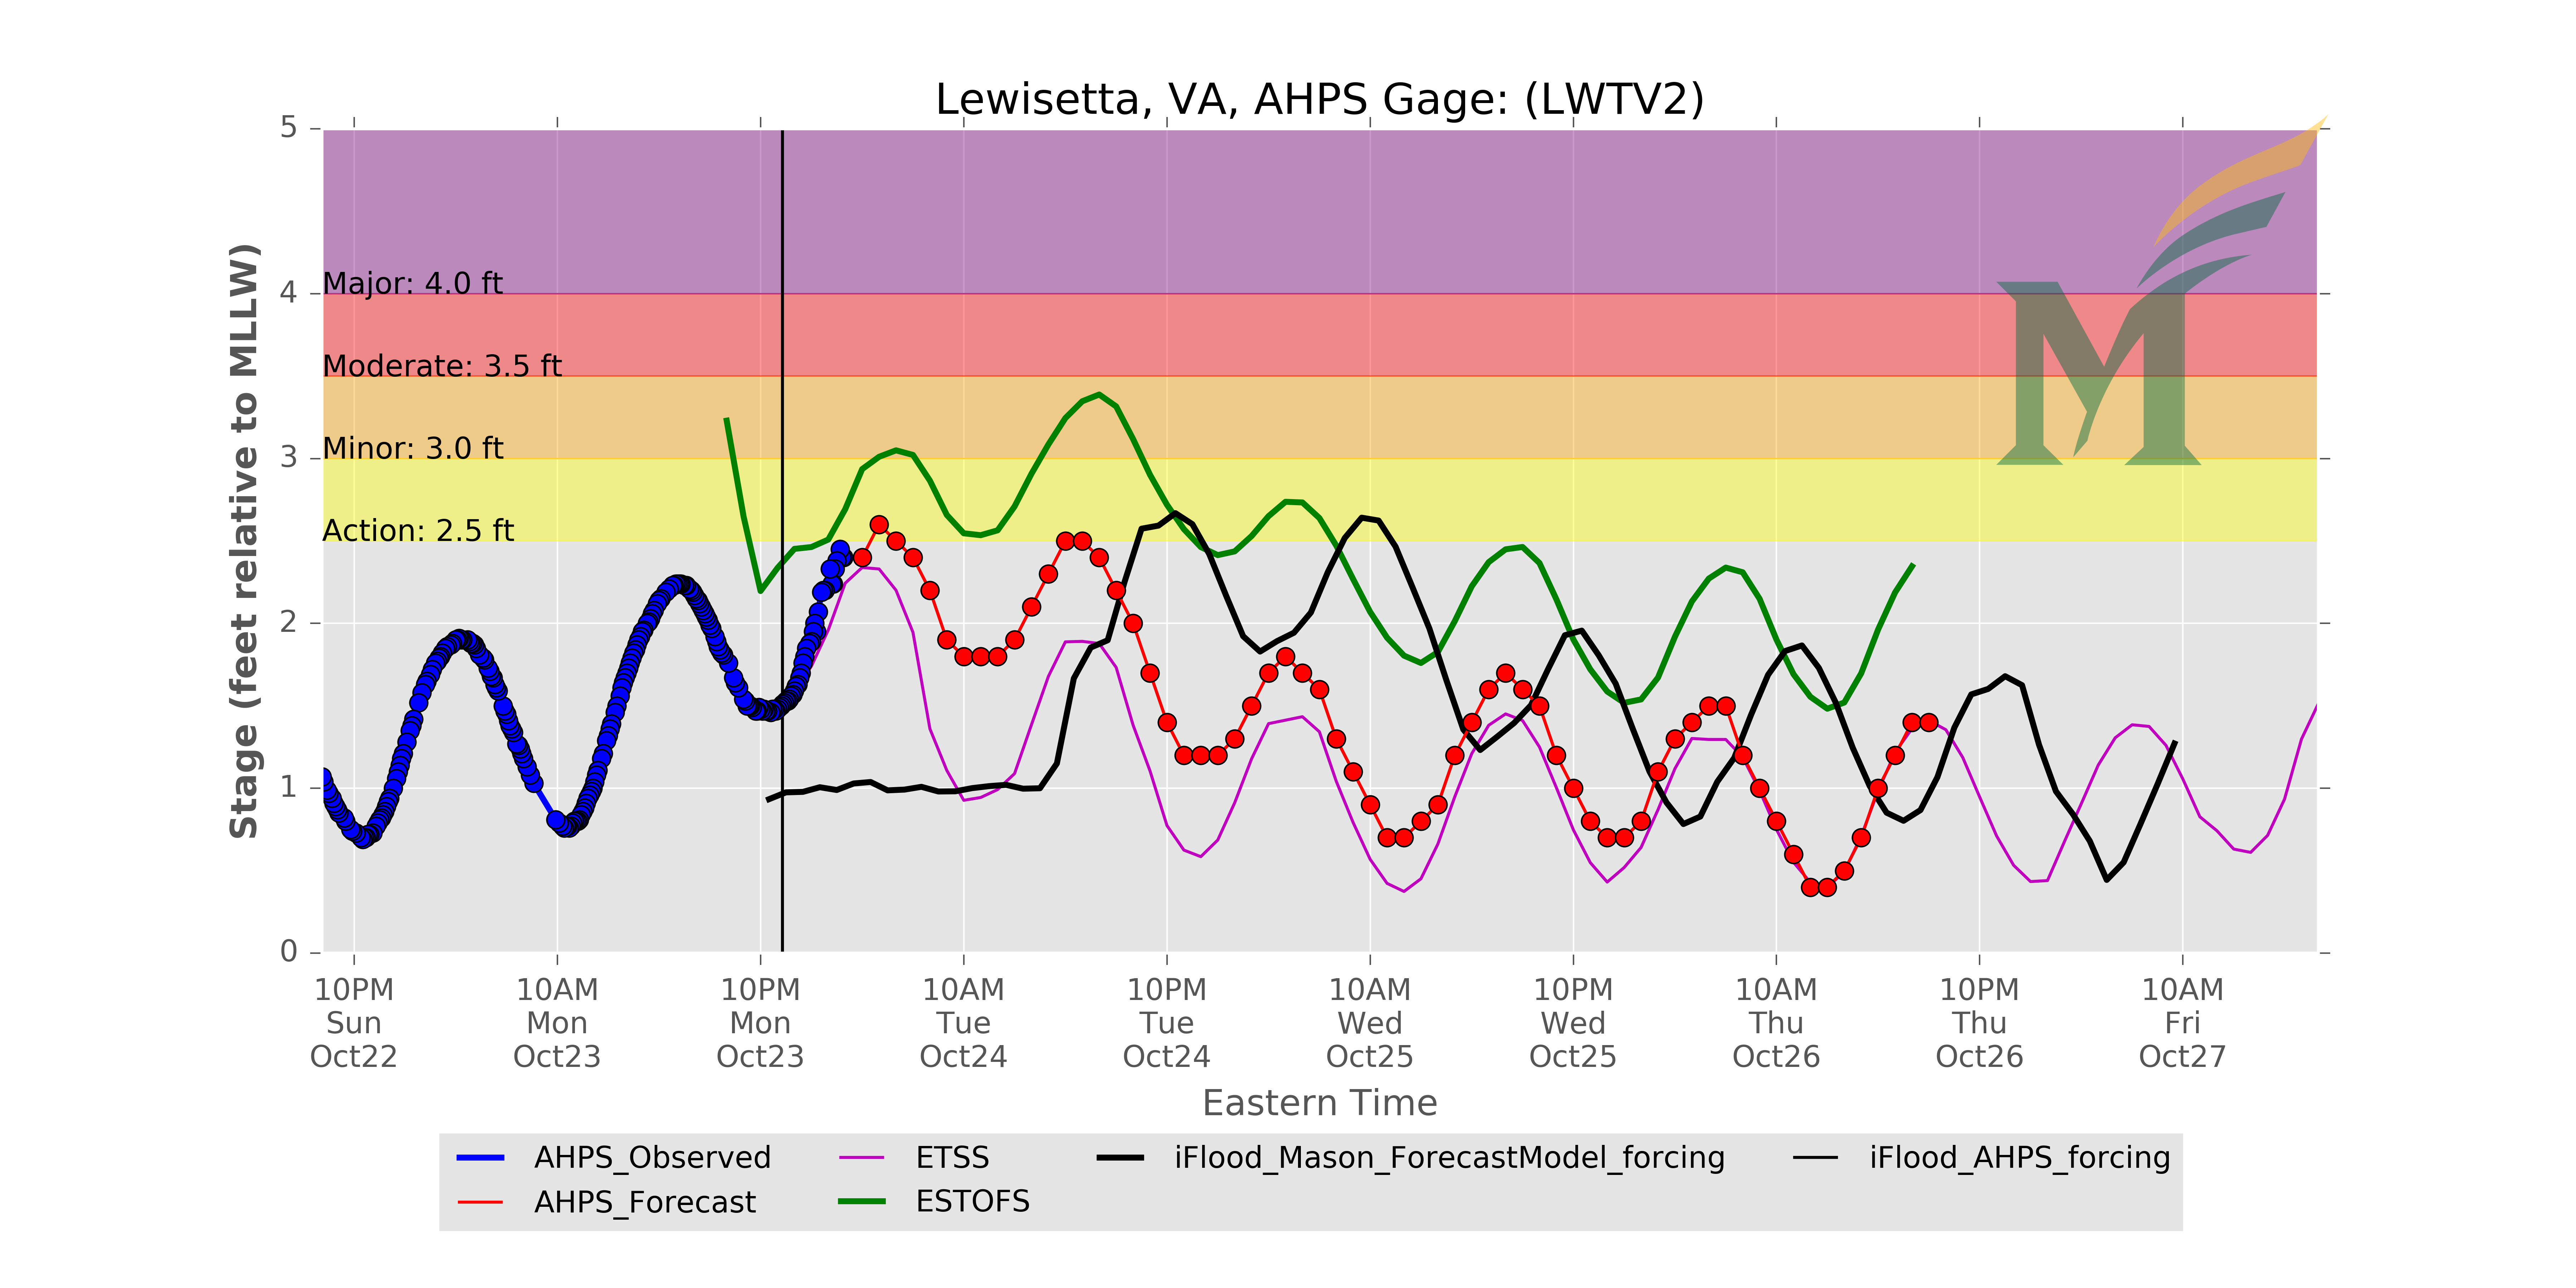 Lewisetta, VA, AHPS Gage: (LWTV2)
Stage (feet relative to MLLW)
5
4
3
2
1
0
Major: 4.0 ft
Moderate: 3.5 ft
Minor: 3.0 ft
Action: 2.5 ft
M
10PM 10AM 10PM 10AM 10PM 10AM 10PM 10AM 10PM 10AM
Sun Mon Mon Tue Tue Wed Wed Thu Thu Fri
Oct22 Oct23 Oct23 Oct24 Oct24 Oct25 Oct25 Oct26 Oct26 Oct27
Eastern Time
AHPS_Observed ETSS iFlood_Mason_ForecastModel_forcing iFlood_AHPS_forcing
AHPS_Forecast ESTOFS